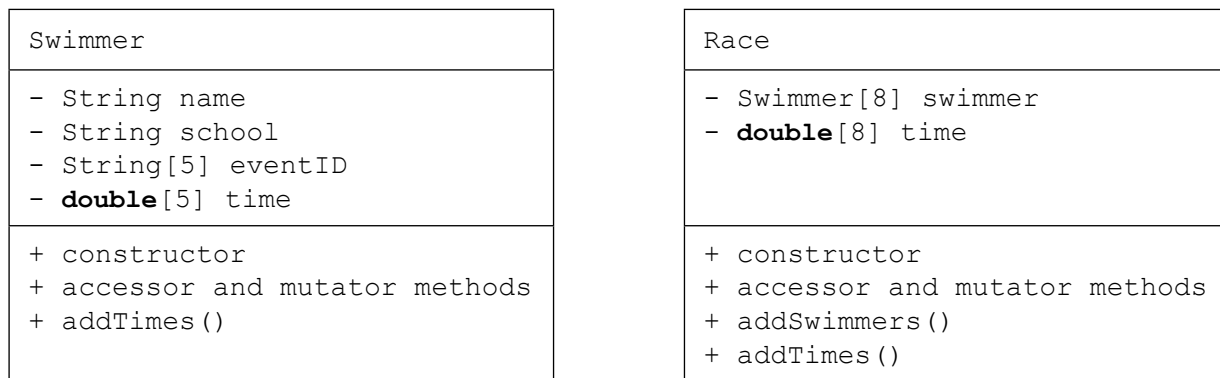 Swimmer
- String name
- String school
- String[5] eventID
- double[5] time
+ constructor
+ accessor and mutator methods
+ addTimes()
Race
- Swimmer[8] swimmer
- double[8] time
+ constructor
+ accessor and mutator methods
+ addSwimmers()
+ addTimes()